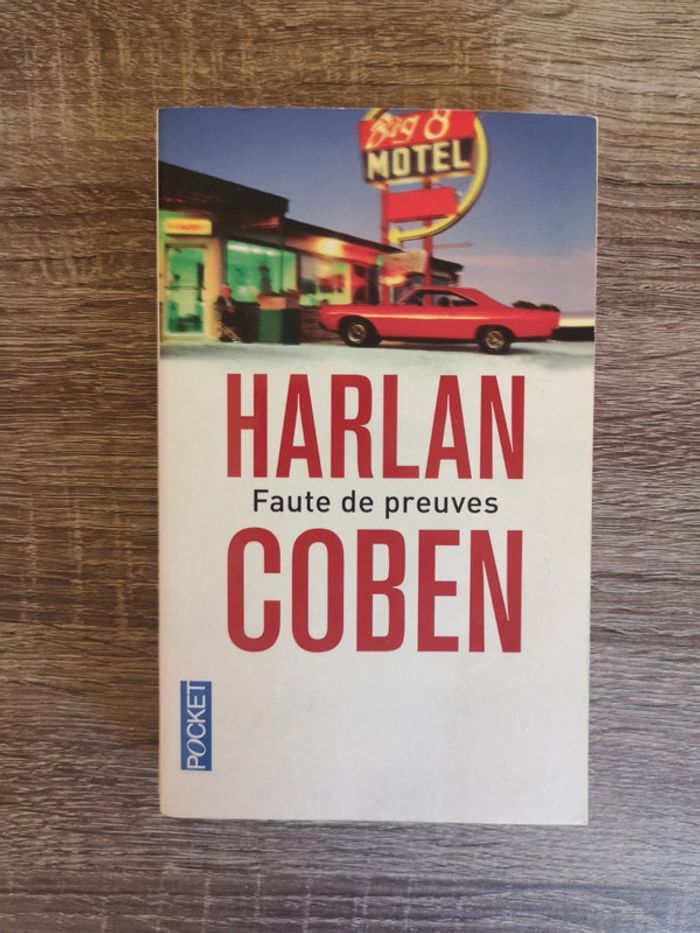 Big 8
MOTEL
HARLAN
Faute de preuves
COBEN
POCKET